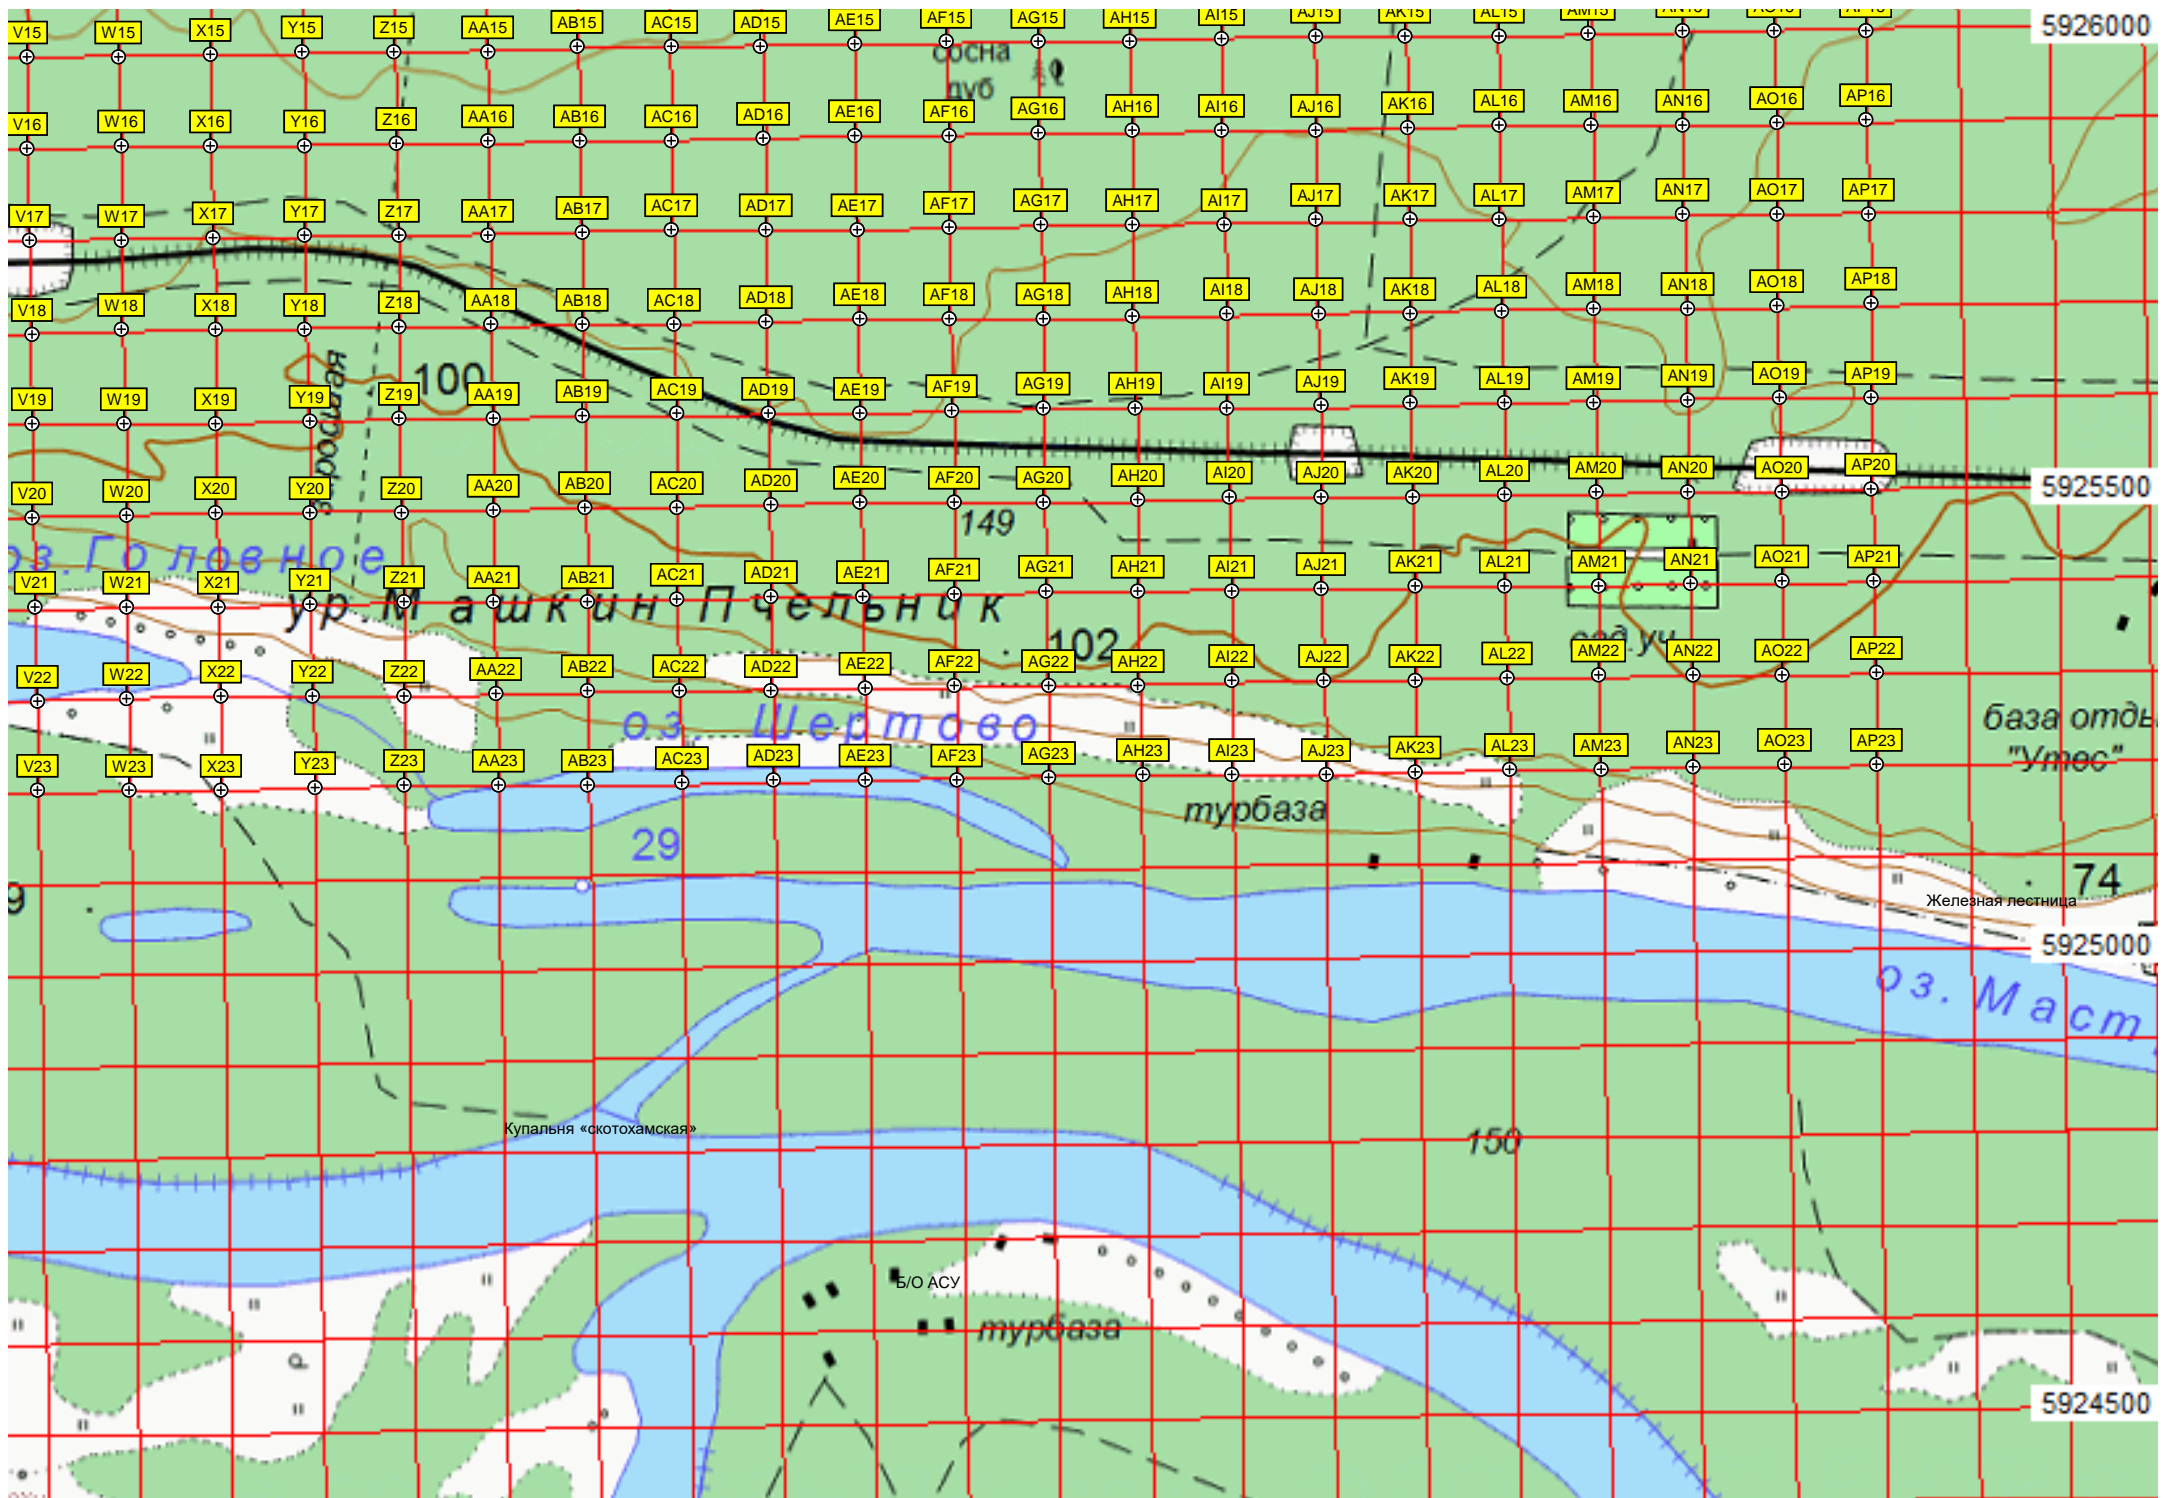 V15 W15 X15 Y15 Z15 AA15 AB15 AC15 AD15 AE15 AF15 AG15 AH15 AI15 AJ15 AK15 AL15 AM15 AN15 AO15 AP15 5926000
сосна
дуб
V16 W16 X16 Y16 Z16 AA16 AB16 AC16 AD16 AE16 AF16 AG16 AH16 AI16 AJ16 AK16 AL16 AM16 AN16 AO16 AP16
V17 W17 X17 Y17 Z17 AA17 AB17 AC17 AD17 AE17 AF17 AG17 AH17 AI17 AJ17 AK17 AL17 AM17 AN17 AO17 AP17
V18 W18 X18 Y18 Z18 AA18 AB18 AC18 AD18 AE18 AF18 AG18 AH18 AI18 AJ18 AK18 AL18 AM18 AN18 AO18 AP18
100
V19 W19 X19 Y19 Z19 AA19 AB19 AC19 AD19 AE19 AF19 AG19 AH19 AI19 AJ19 AK19 AL19 AM19 AN19 AO19 AP19
V20 W20 X20 Y20 Z20 AA20 AB20 AC20 AD20 AE20 AF20 AG20 AH20 AI20 AJ20 AK20 AL20 AM20 AN20 AO20 AP20
5925500
149
оз. Головное
V21 W21 X21 Y21 Z21 AA21 AB21 AC21 AD21 AE21 AF21 AG21 AH21 AI21 AJ21 AK21 AL21 AM21 AN21 AO21 AP21
ур. Машкин Пчельник
102
сад.уч.
V22 W22 X22 Y22 Z22 AA22 AB22 AC22 AD22 AE22 AF22 AG22 AH22 AI22 AJ22 AK22 AL22 AM22 AN22 AO22 AP22
оз. Шертово
база отды
"Утес"
V23 W23 X23 Y23 Z23 AA23 AB23 AC23 AD23 AE23 AF23 AG23 AH23 AI23 AJ23 AK23 AL23 AM23 AN23 AO23 AP23
турбаза
29
74
9
Железная лестница
5925000
оз. Маст
Купальня «скотохамская»
150
Б/О АСУ
турбаза
5924500